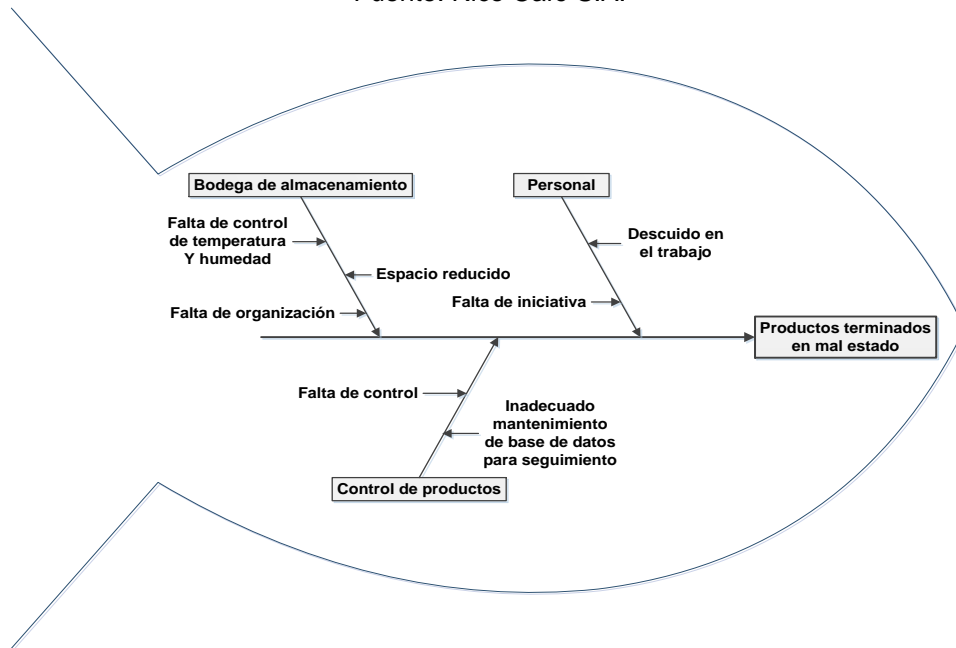 Bodega de almacenamiento
Personal
Falta de control
de temperatura
Y humedad
Descuido en
el trabajo
Espacio reducido
Falta de iniciativa
Falta de organización
Productos terminados
en mal estado
Falta de control
Inadecuado
mantenimiento
de base de datos
para seguimiento
Control de productos